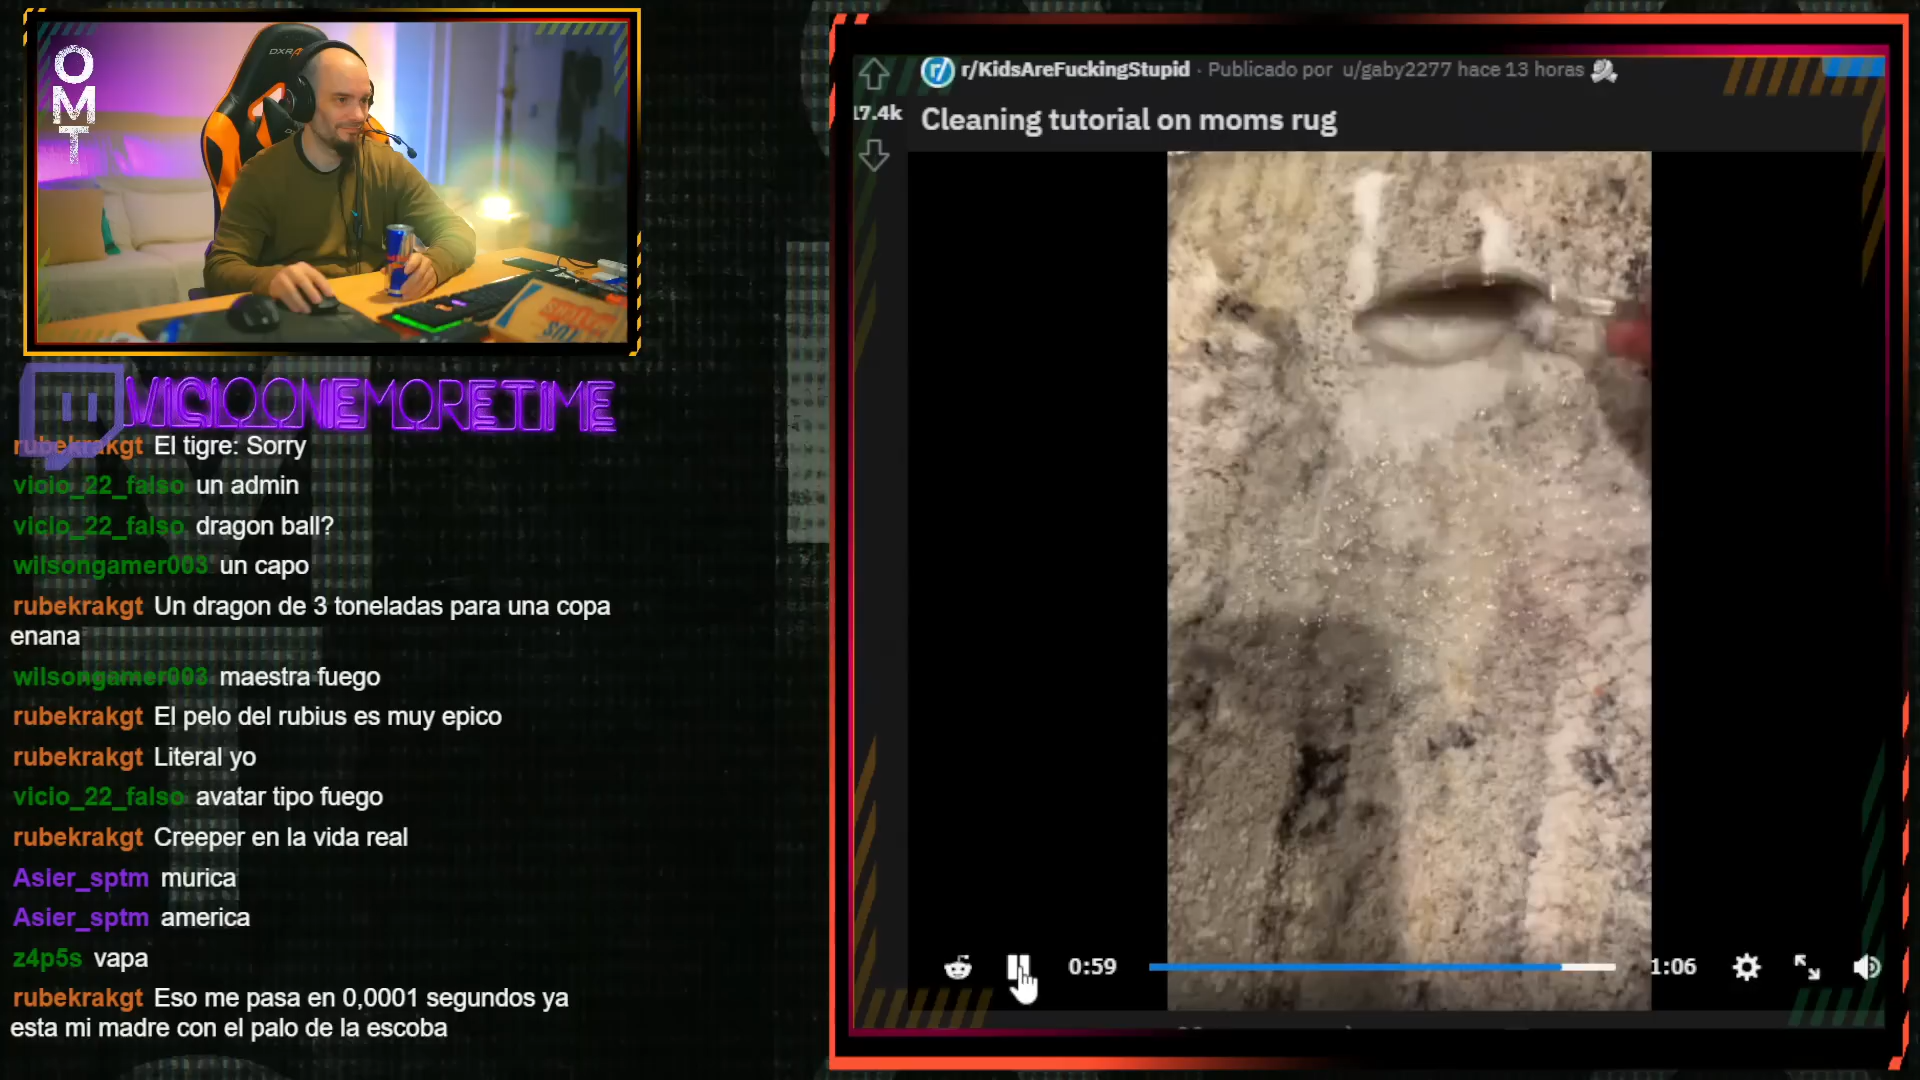 OMT
DXRA
VICIOONEMORETIME
rubekrakgt El tigre: Sorry
vicio_22_falso un admin
vicio_22_falso dragon ball?
wilsongamer003 un capo
rubekrakgt Un dragon de 3 toneladas para una copa
enana
wilsongamer003 maestra fuego
rubekrakgt El pelo del rubius es muy epico
rubekrakgt Literal yo
vicio_22_falso avatar tipo fuego
rubekrakgt Creeper en la vida real
Asier_sptm murica
Asier_sptm america
z4p5s vapa
rubekrakgt Eso me pasa en 0,0001 segundos ya
esta mi madre con el palo de la escoba
r/ r/KidsAreFuckingStupid · Publicado por u/gaby2277 hace 13 horas
17.4k
Cleaning tutorial on moms rug
0:59
1:06